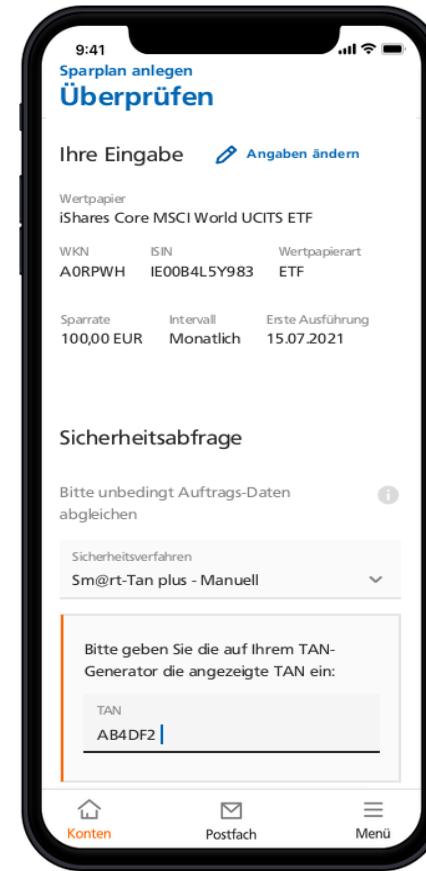 9:41
Sparplan anlegen
Überprüfen
Ihre Eingabe Angaben ändern
Wertpapier
iShares Core MSCI World UCITS ETF
WKN ISIN Wertpapierart
A0RPWH IE00B4L5Y983 ETF
Sparrate Intervall Erste Ausführung
100,00 EUR Monatlich 15.07.2021
Sicherheitsabfrage
Bitte unbedingt Auftrags-Daten
abgleichen
Sicherheitsverfahren
Sm@rt-Tan plus - Manuell
Bitte geben Sie die auf Ihrem TAN-
Generator die angezeigte TAN ein:
TAN
AB4DF2
Konten Postfach Menü